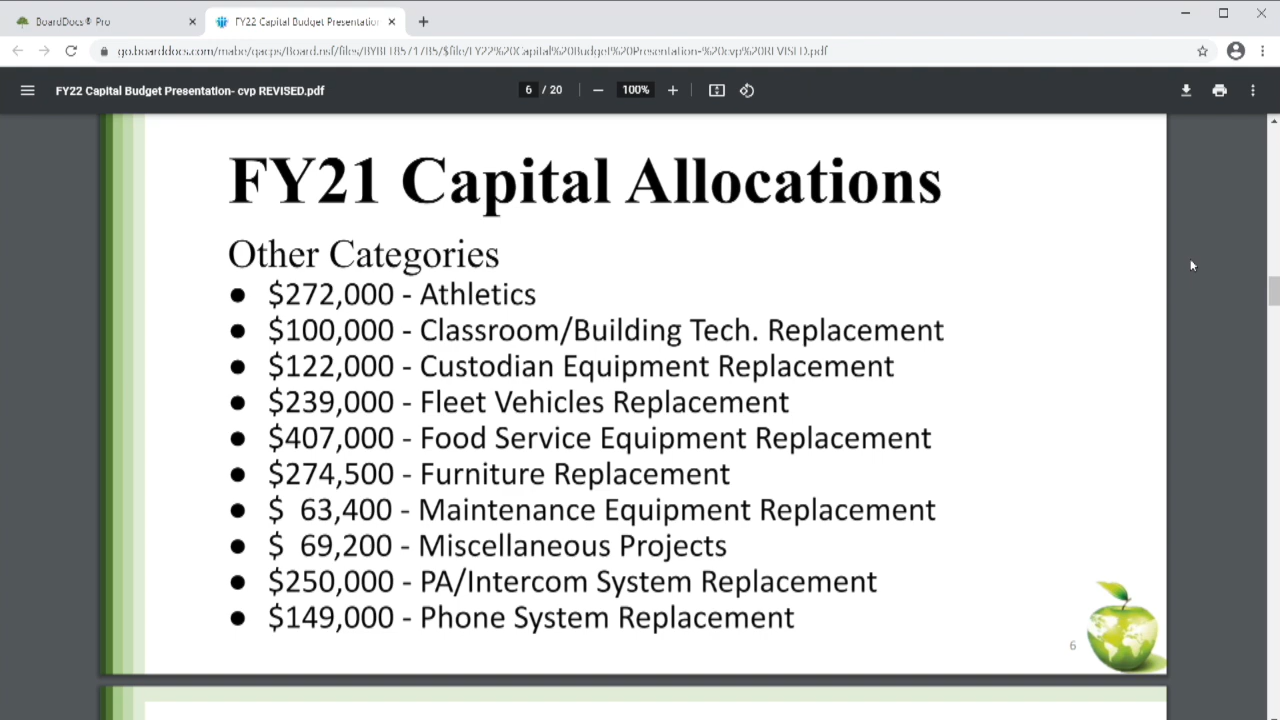 BoardDocs® Pro
FY22 Capital Budget Presentation
FY22 Capital Budget Presentation- cvp REVISED.pdf
6 / 20
100%
FY21 Capital Allocations
Other Categories
● $272,000 - Athletics
● $100,000 - Classroom/Building Tech. Replacement
● $122,000 - Custodian Equipment Replacement
● $239,000 - Fleet Vehicles Replacement
● $407,000 - Food Service Equipment Replacement
● $274,500 - Furniture Replacement
● $ 63,400 - Maintenance Equipment Replacement
● $ 69,200 - Miscellaneous Projects
● $250,000 - PA/Intercom System Replacement
● $149,000 - Phone System Replacement
6